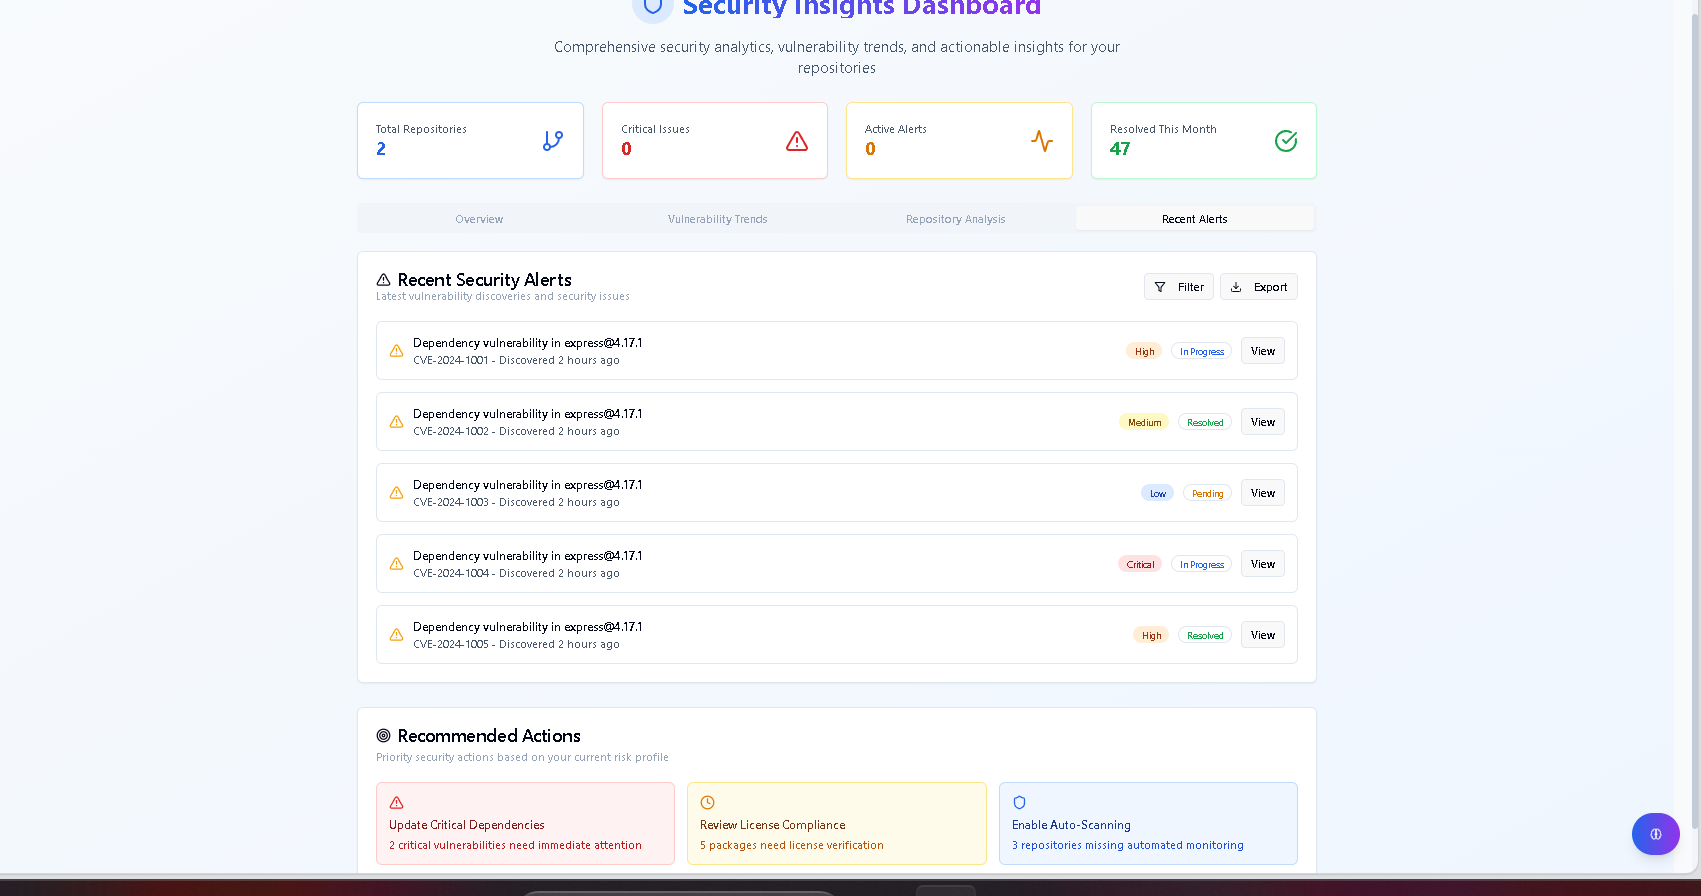 Security Insights Dashboard
Comprehensive security analytics, vulnerability trends, and actionable insights for your
repositories
Total Repositories
2
Critical Issues
0
Active Alerts
0
Resolved This Month
47
Overview
Vulnerability Trends
Repository Analysis
Recent Alerts
Recent Security Alerts
Latest vulnerability discoveries and security issues
Filter
Export
Dependency vulnerability in express@4.17.1
CVE-2024-1001 - Discovered 2 hours ago
High
In Progress
View
Dependency vulnerability in express@4.17.1
CVE-2024-1002 - Discovered 2 hours ago
Medium
Resolved
View
Dependency vulnerability in express@4.17.1
CVE-2024-1003 - Discovered 2 hours ago
Low
Pending
View
Dependency vulnerability in express@4.17.1
CVE-2024-1004 - Discovered 2 hours ago
Critical
In Progress
View
Dependency vulnerability in express@4.17.1
CVE-2024-1005 - Discovered 2 hours ago
High
Resolved
View
Recommended Actions
Priority security actions based on your current risk profile
Update Critical Dependencies
2 critical vulnerabilities need immediate attention
Review License Compliance
5 packages need license verification
Enable Auto-Scanning
3 repositories missing automated monitoring